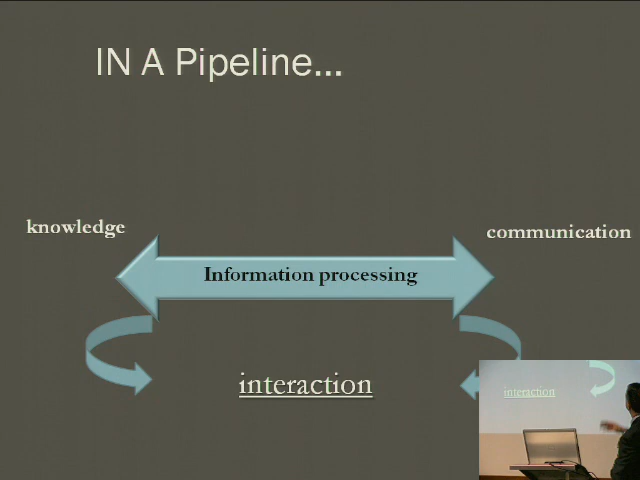 IN A Pipeline...
knowledge
communication
Information processing
interaction
interaction